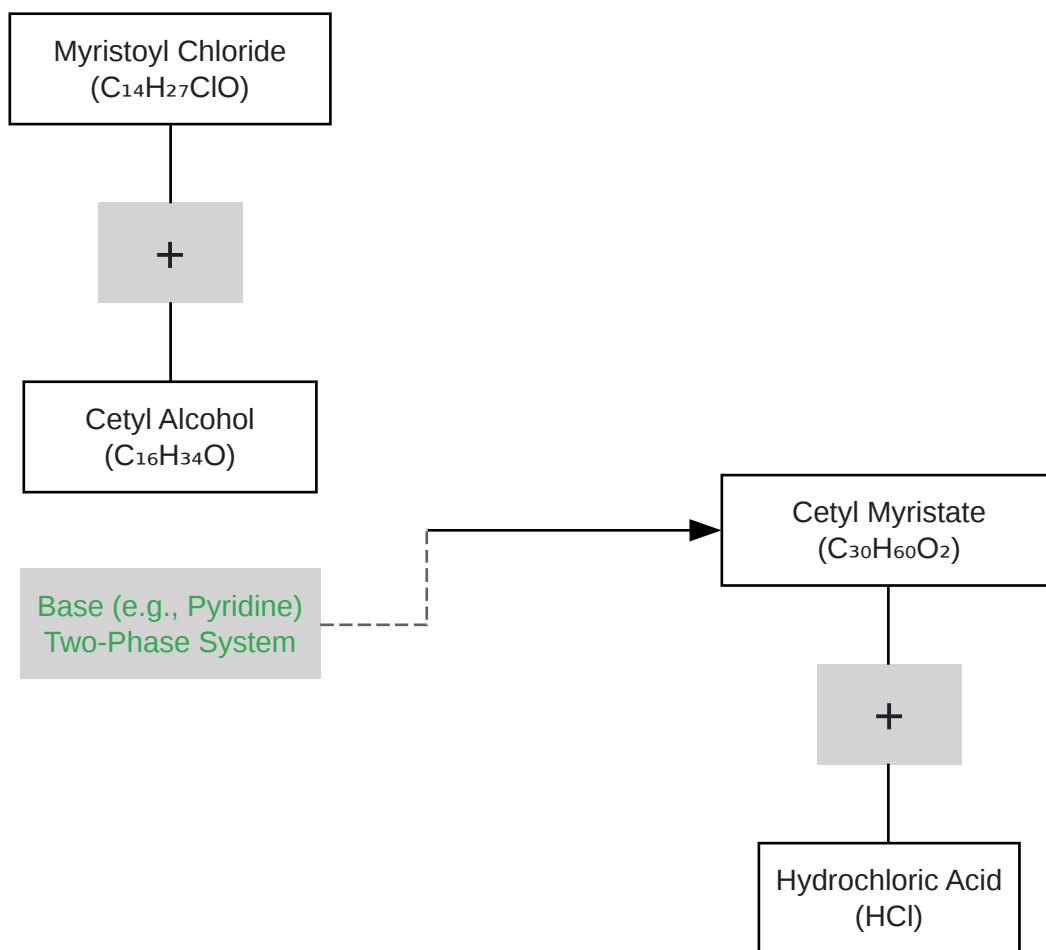 Myristoyl Chloride
(C₁₄H₂₇ClO)
+
Cetyl Alcohol
(C₁₆H₃₄O)
Base (e.g., Pyridine)
Two-Phase System
Cetyl Myristate
(C₃₀H₆₀O₂)
+
Hydrochloric Acid
(HCl)